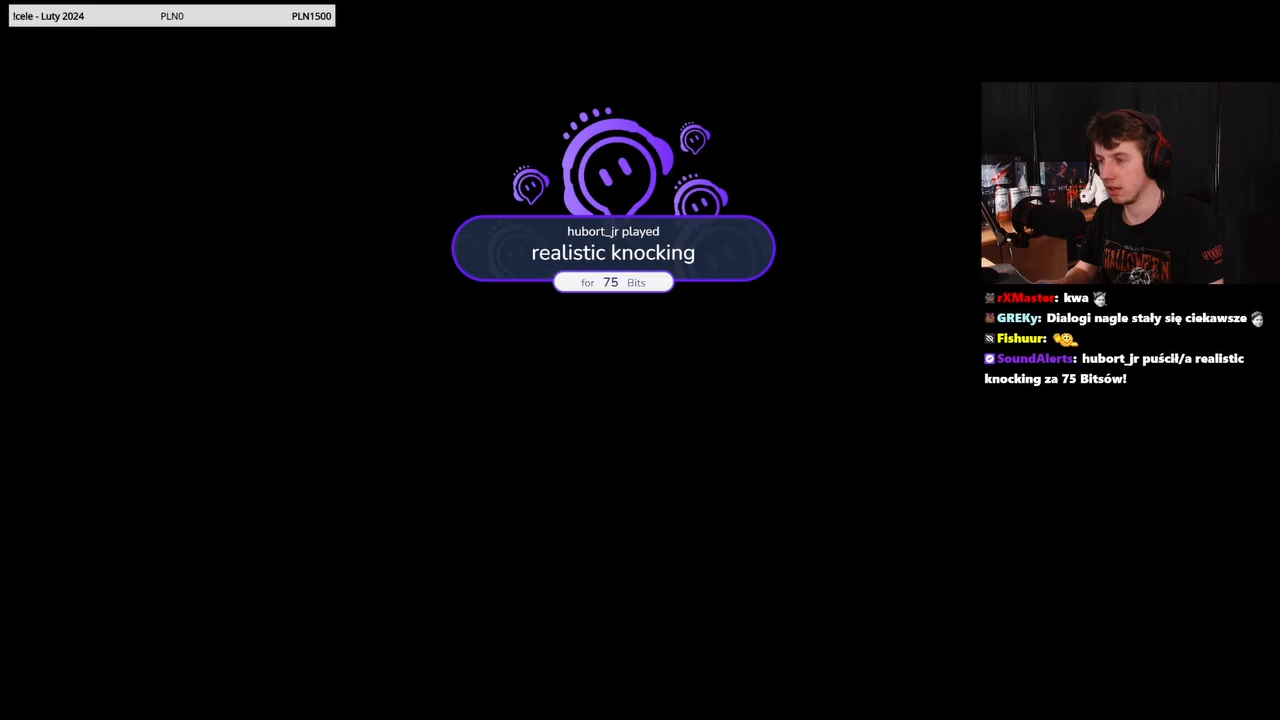 !cele - Luty 2024 PLN0 PLN1500
hubort_jr played
realistic knocking
for 75 Bits
HALLOWEEN
rXMaster: kwa
GREKy: Dialogi nagle stały się ciekawsze
Fishuur:
SoundAlerts: hubort_jr puścił/a realistic
knocking za 75 Bitsów!